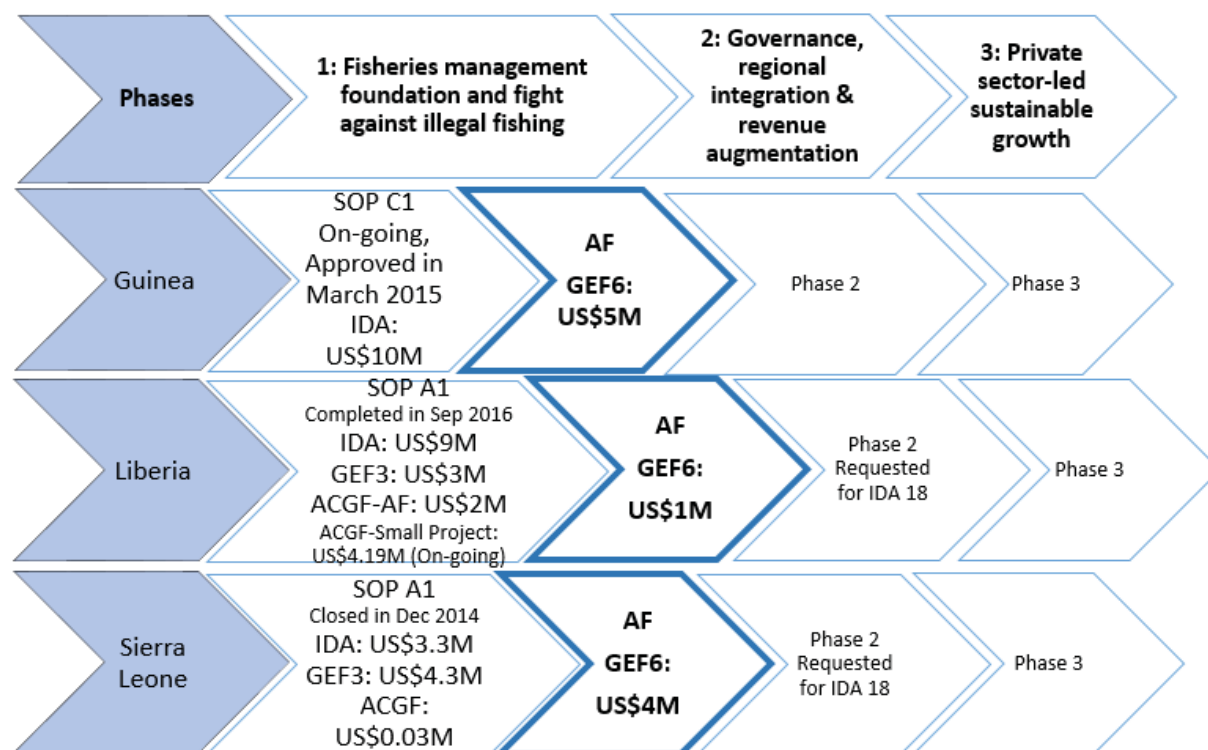 Phases
1: Fisheries management
foundation and fight
against illegal fishing
2: Governance,
regional
integration &
revenue
augmentation
3: Private
sector-led
sustainable
growth
Guinea
SOP C1
On-going,
Approved in
March 2015
IDA:
US$10M
AF
GEF6:
US$5M
Phase 2
Phase 3
Liberia
SOP A1
Completed in Sep 2016
IDA: US$9M
GEF3: US$3M
ACGF-AF: US$2M
ACGF-Small Project:
US$4.19M (On-going)
AF
GEF6:
US$1M
Phase 2
Requested
for IDA 18
Phase 3
Sierra
Leone
SOP A1
Closed in Dec 2014
IDA: US$3.3M
GEF3: US$4.3M
ACGF:
US$0.03M
AF
GEF6:
US$4M
Phase 2
Requested
for IDA 18
Phase 3